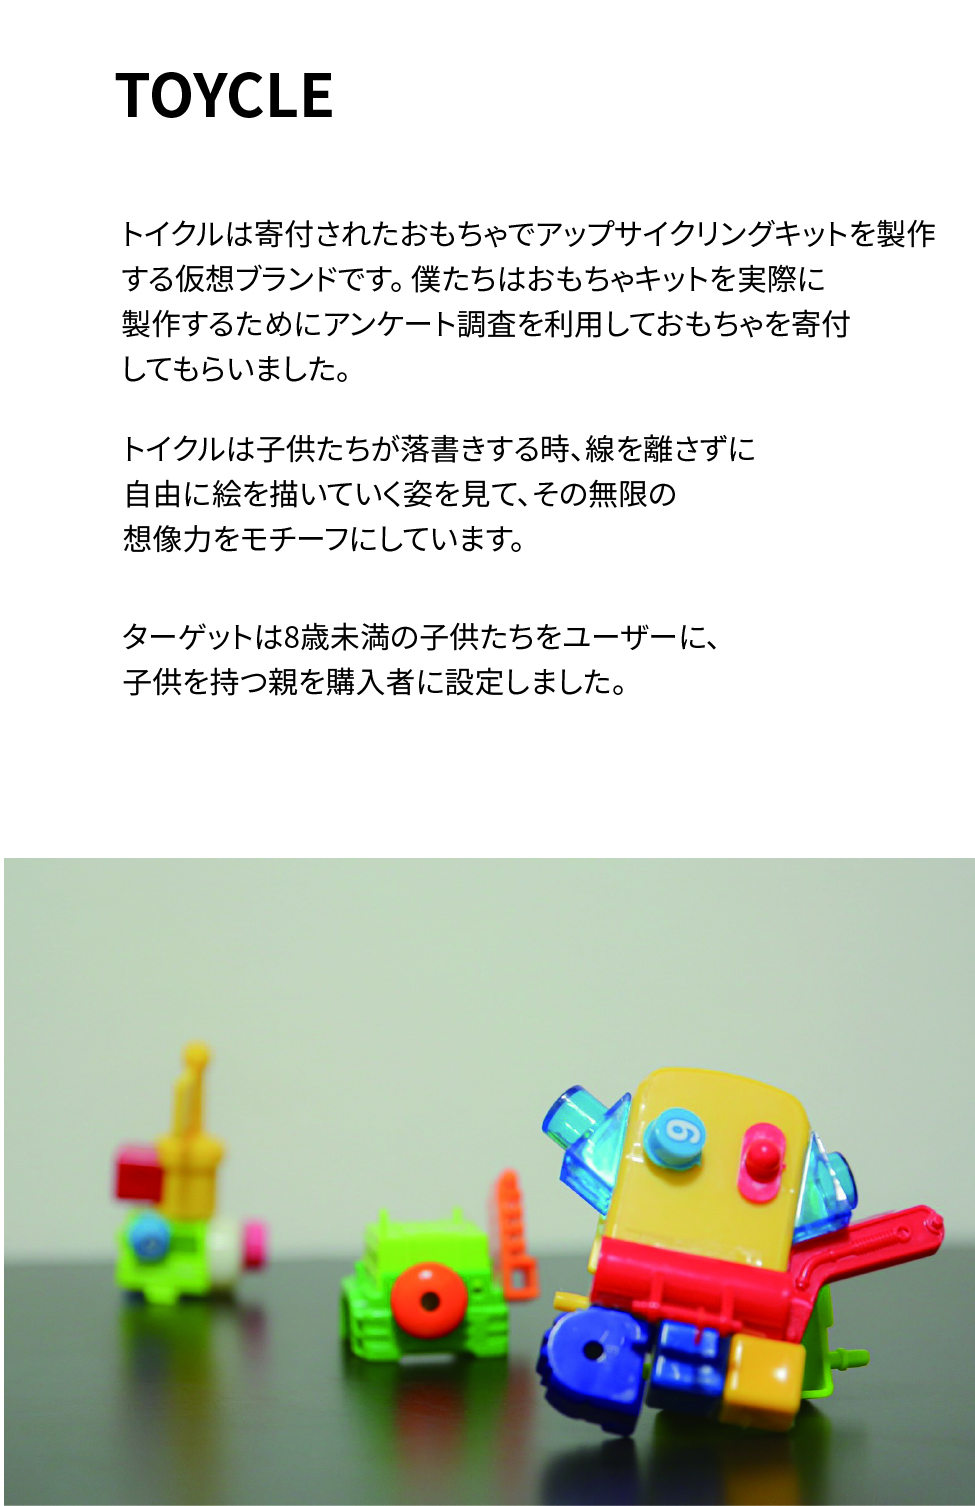 TOYCLE
トイクルは寄付されたおもちゃでアップサイクリングキットを製作
する仮想ブランドです。僕たちはおもちゃキットを実際に
製作するためにアンケート調査を利用しておもちゃを寄付
してもらいました。
トイクルは子供たちが落書きする時、線を離さずに
自由に絵を描いていく姿を見て、その無限の
想像力をモチーフにしています。
ターゲットは8歳未満の子供たちをユーザーに、
子供を持つ親を購入者に設定しました。
6